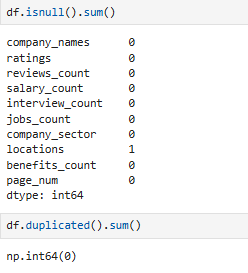 df.isnull().sum()
company_names 0
ratings 0
reviews_count 0
salary_count 0
interview_count 0
jobs_count 0
company_sector 0
locations 1
benefits_count 0
page_num 0
dtype: int64
df.duplicated().sum()
np.int64(0)